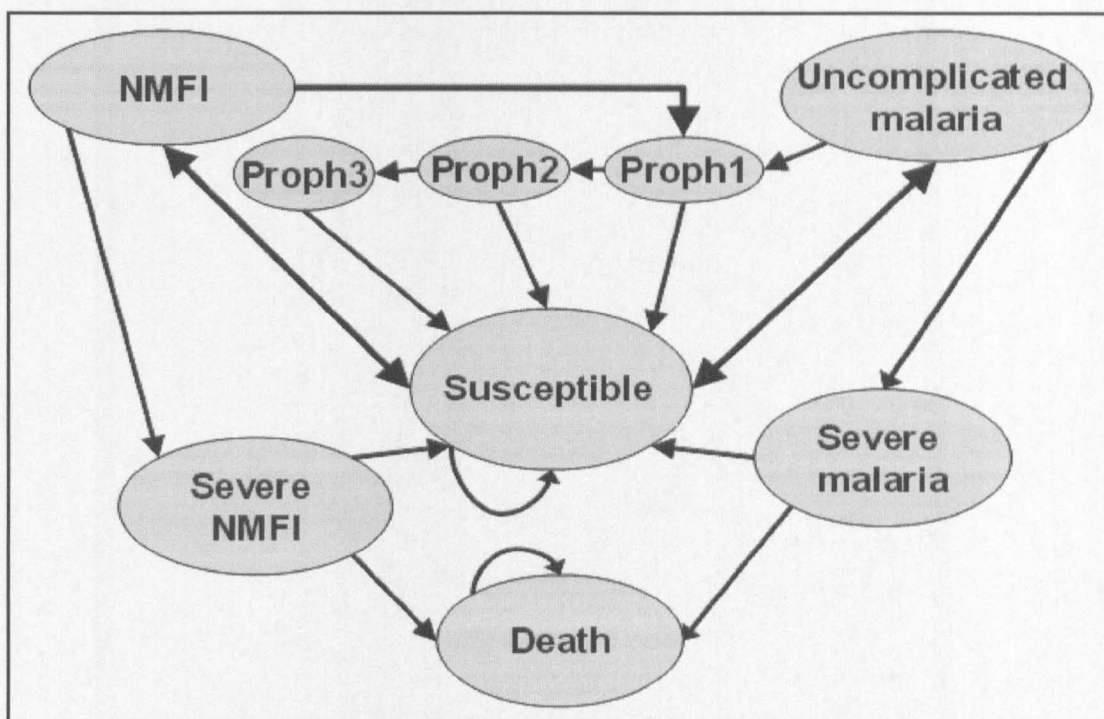 NMFI
Uncomplicated
malaria
Proph3
Proph2
Proph1
Susceptible
Severe
NMFI
Severe
malaria
Death